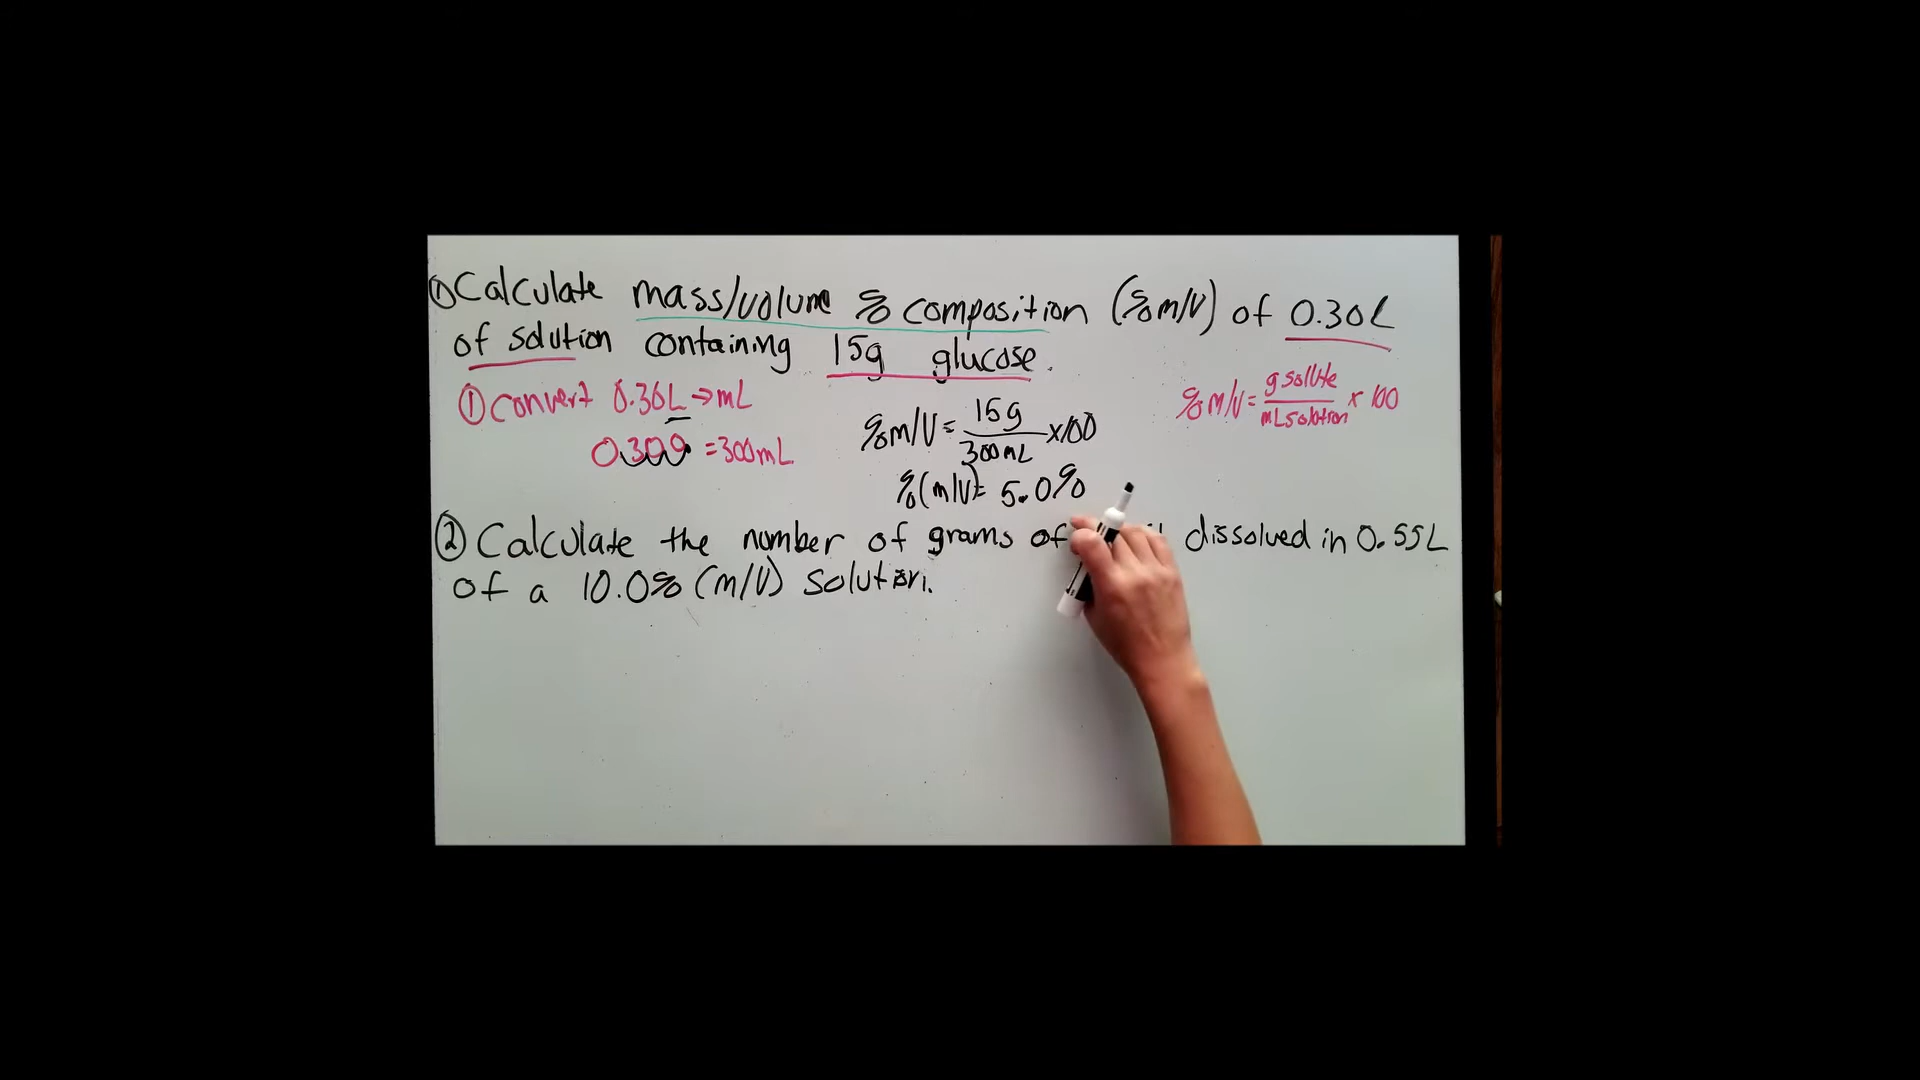 ① Calculate mass/volume % composition (% m/V) of 0.30L
of solution containing 15g glucose.
① Convert 0.30L → mL
0.300 = 300mL
% m/V = 15g / 300mL x100
% (m/V) = 5.0%
% m/V = g solute / mL solution x 100
② Calculate the number of grams of dissolved in 0.55L
of a 10.0% (m/V) solution.